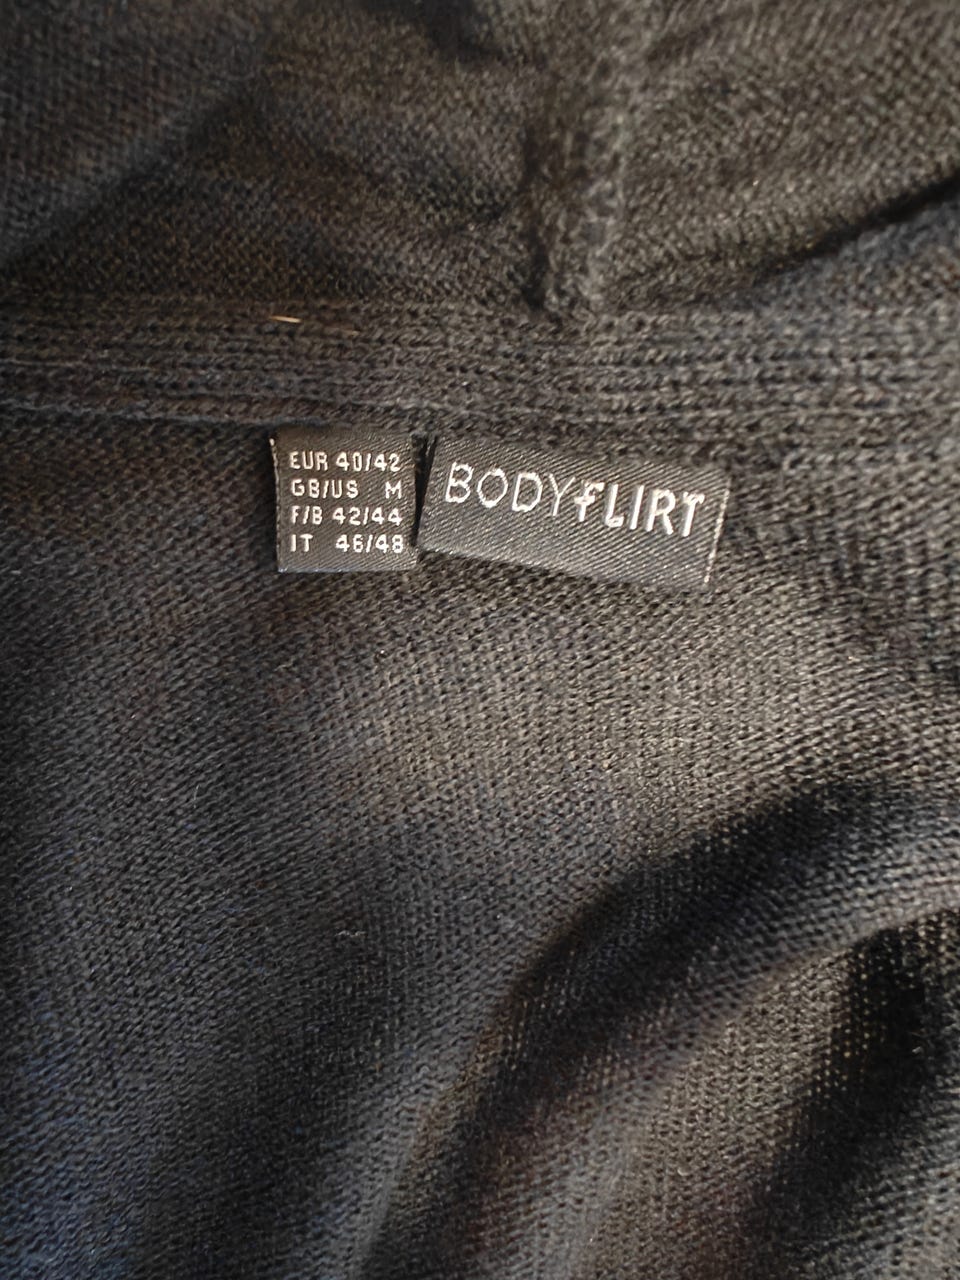 EUR 40/42
GB/US M
F/B 42/44
IT 46/48
BODYFLIRT